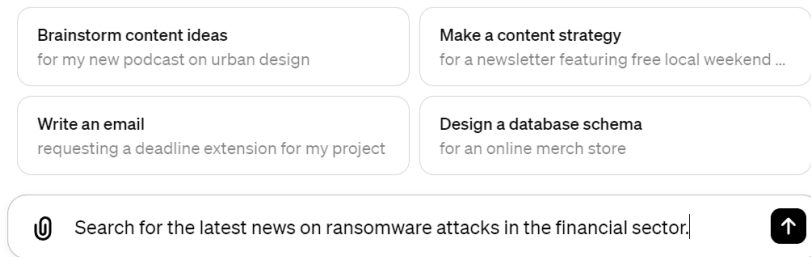 Brainstorm content ideas
for my new podcast on urban design
Make a content strategy
for a newsletter featuring free local weekend ...
Write an email
requesting a deadline extension for my project
Design a database schema
for an online merch store
Search for the latest news on ransomware attacks in the financial sector.